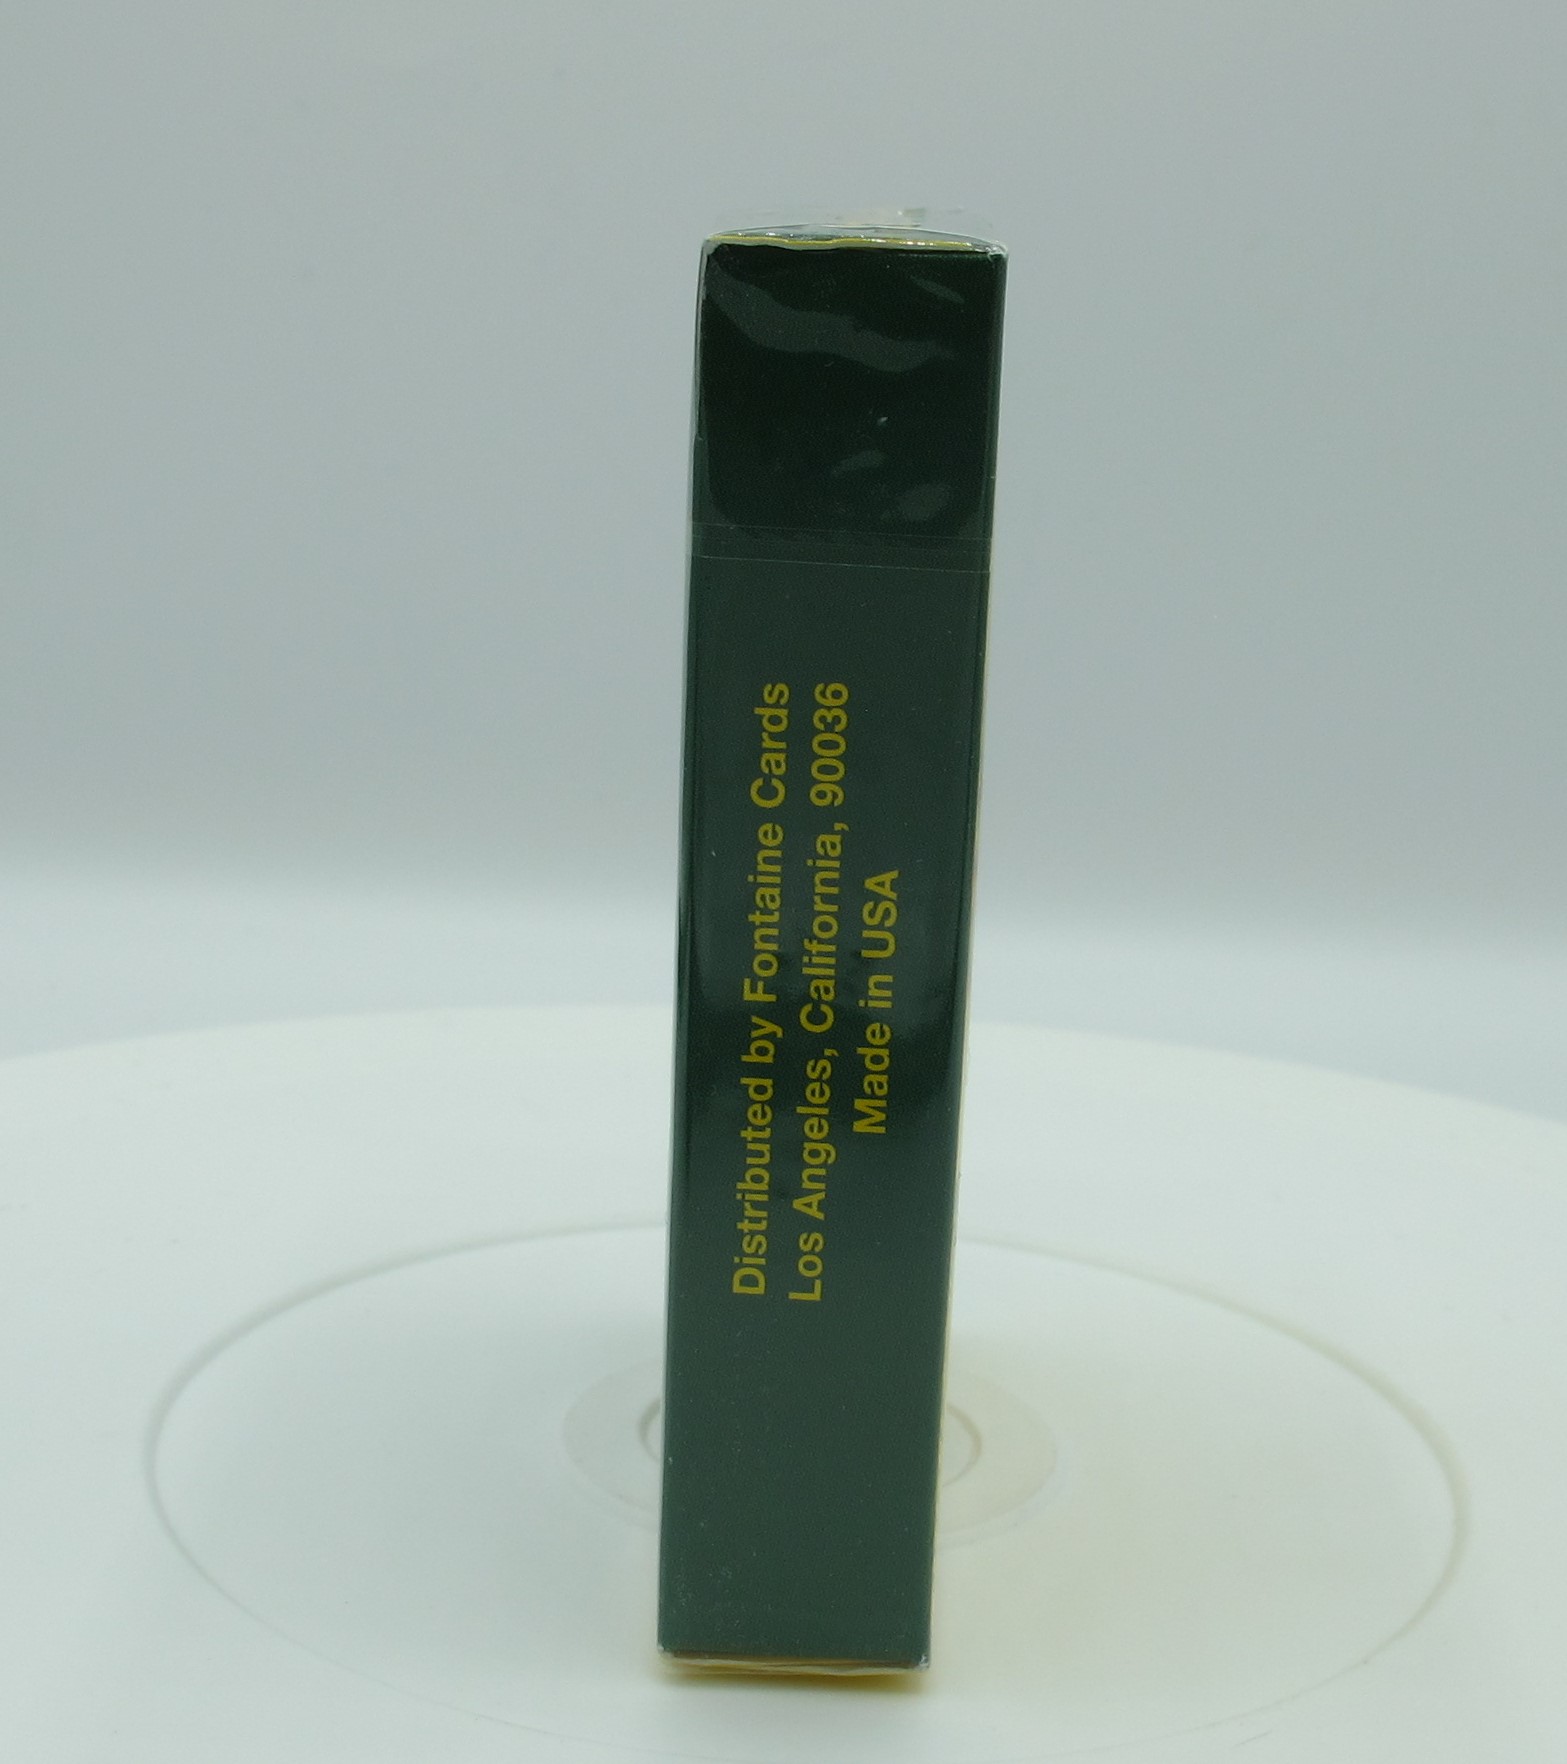 Distributed by Fontaine Cards
Los Angeles, California, 90036
Made in USA